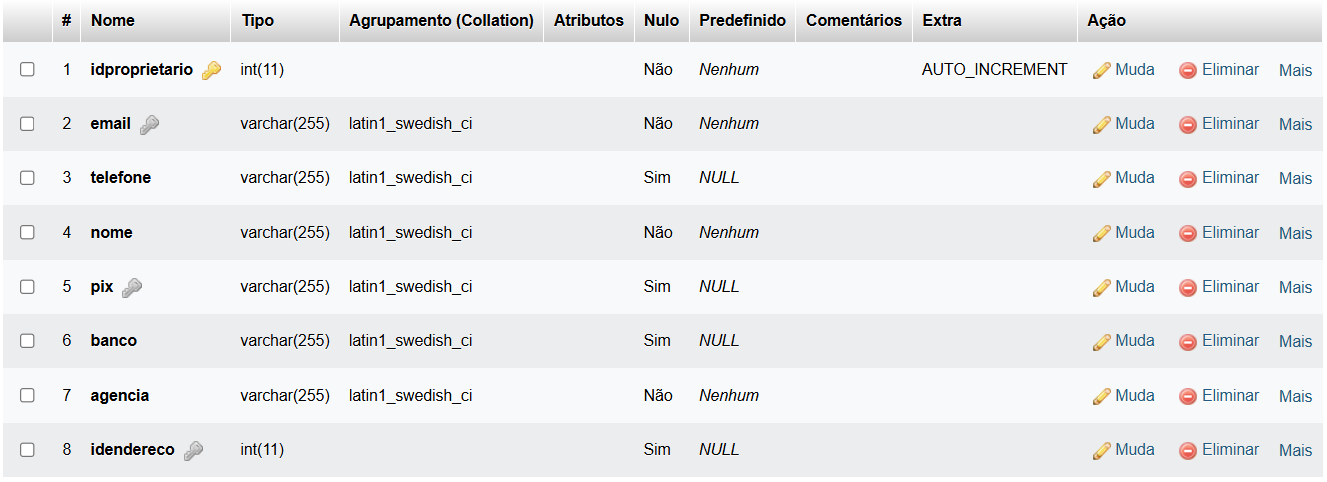 # Nome Tipo Agrupamento (Collation) Atributos Nulo Predefinido Comentários Extra Ação
1 idproprietario int(11) Não Nenhum AUTO_INCREMENT Muda Eliminar Mais
2 email varchar(255) latin1_swedish_ci Não Nenhum Muda Eliminar Mais
3 telefone varchar(255) latin1_swedish_ci Sim NULL Muda Eliminar Mais
4 nome varchar(255) latin1_swedish_ci Não Nenhum Muda Eliminar Mais
5 pix varchar(255) latin1_swedish_ci Sim NULL Muda Eliminar Mais
6 banco varchar(255) latin1_swedish_ci Sim NULL Muda Eliminar Mais
7 agencia varchar(255) latin1_swedish_ci Não Nenhum Muda Eliminar Mais
8 idendereco int(11) Sim NULL Muda Eliminar Mais